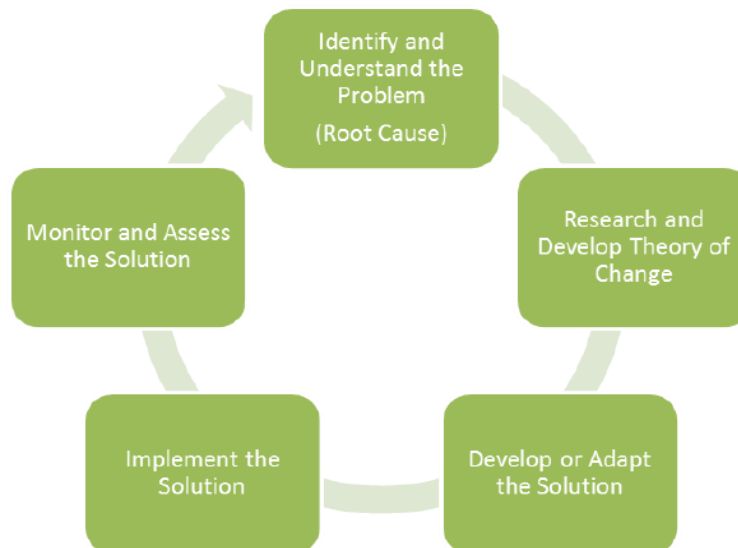 Identify and
Understand the
Problem
(Root Cause)
Research and
Develop Theory of
Change
Develop or Adapt
the Solution
Implement the
Solution
Monitor and Assess
the Solution